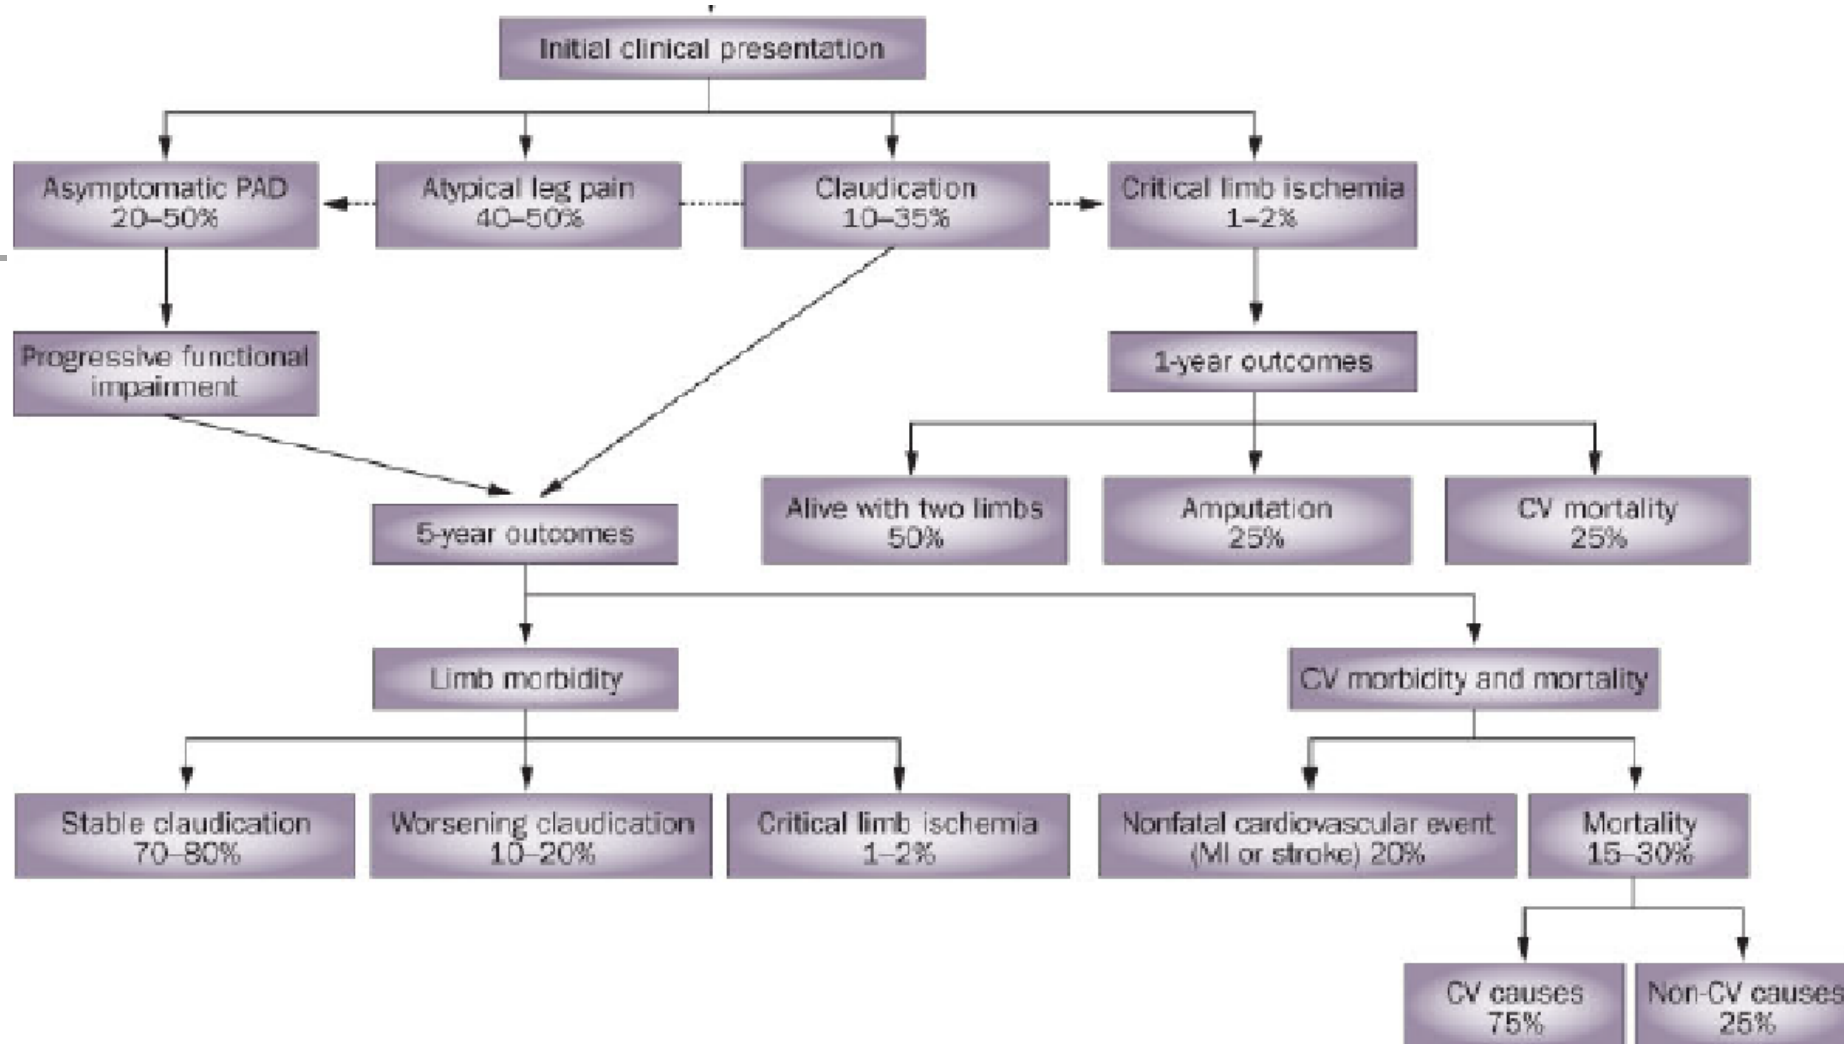 Initial clinical presentation
Asymptomatic PAD
20–50%
Atypical leg pain
40–50%
Claudication
10–35%
Critical limb ischemia
1–2%
Progressive functional
impairment
1-year outcomes
Alive with two limbs
50%
Amputation
25%
CV mortality
25%
5-year outcomes
Limb morbidity
CV morbidity and mortality
Stable claudication
70–80%
Worsening claudication
10–20%
Critical limb ischemia
1–2%
Nonfatal cardiovascular event
(MI or stroke) 20%
Mortality
15–30%
CV causes
75%
Non-CV causes
25%